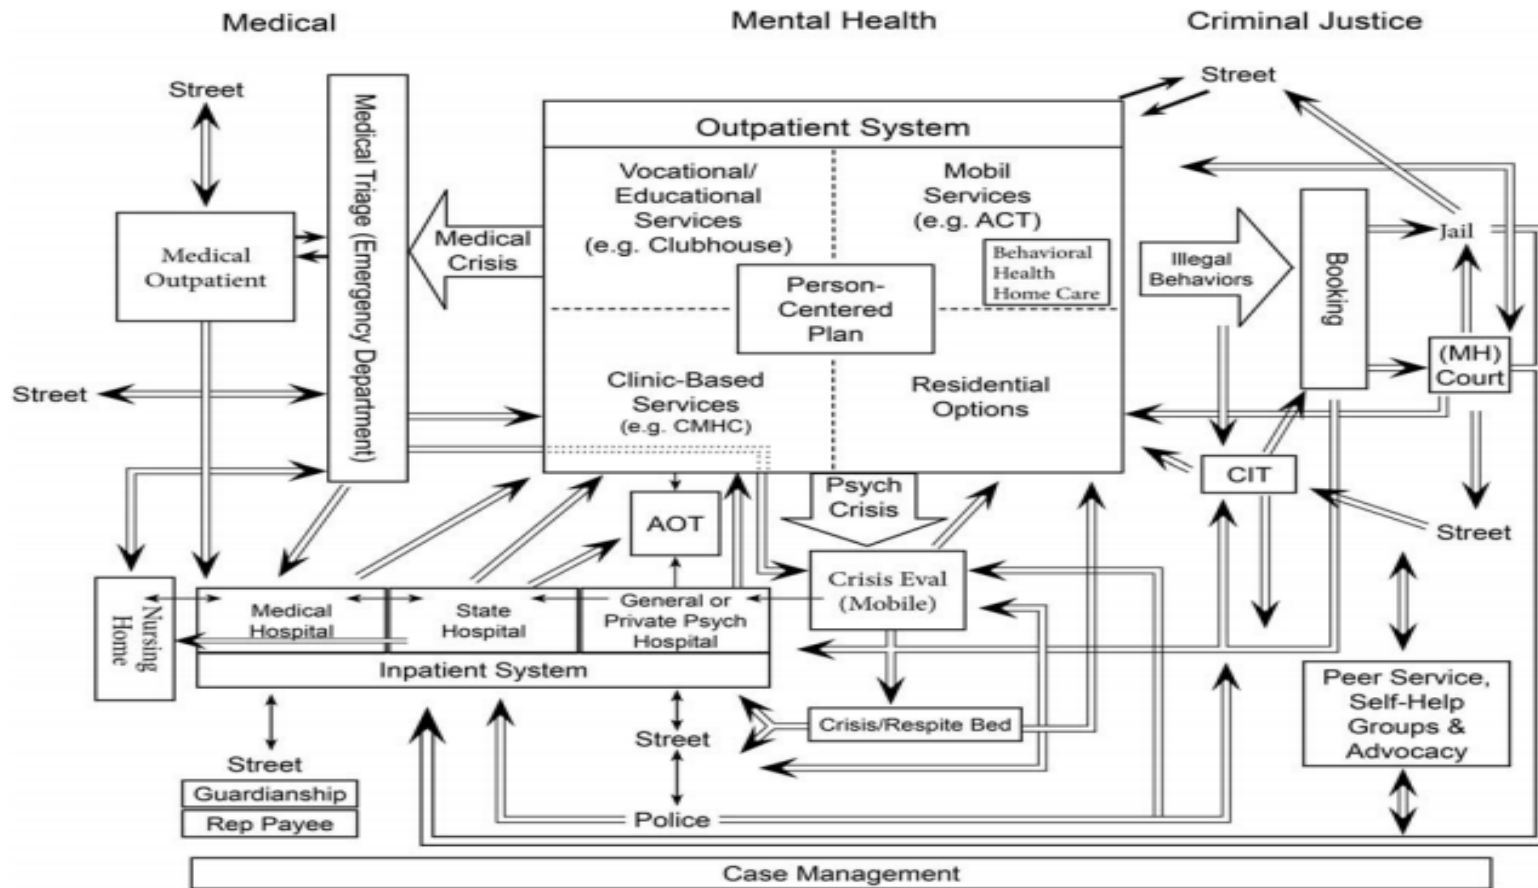 Medical
Mental Health
Criminal Justice
Street
Medical Triage (Emergency Department)
Medical
Outpatient
Street
Medical
Crisis
Outpatient System
Vocational/
Educational
Services
(e.g. Clubhouse)
Mobil
Services
(e.g. ACT)
Behavioral
Health
Home Care
Person-
Centered
Plan
Clinic-Based
Services
(e.g. CMHC)
Residential
Options
Street
Illegal
Behaviors
Booking
Jail
(MH)
Court
CIT
Street
AOT
Psych
Crisis
Crisis Eval
(Mobile)
Nursing
Home
Medical
Hospital
State
Hospital
General or
Private Psych
Hospital
Inpatient System
Crisis/Respite Bed
Peer Service,
Self-Help
Groups &
Advocacy
Street
Guardianship
Rep Payee
Street
Police
Case Management